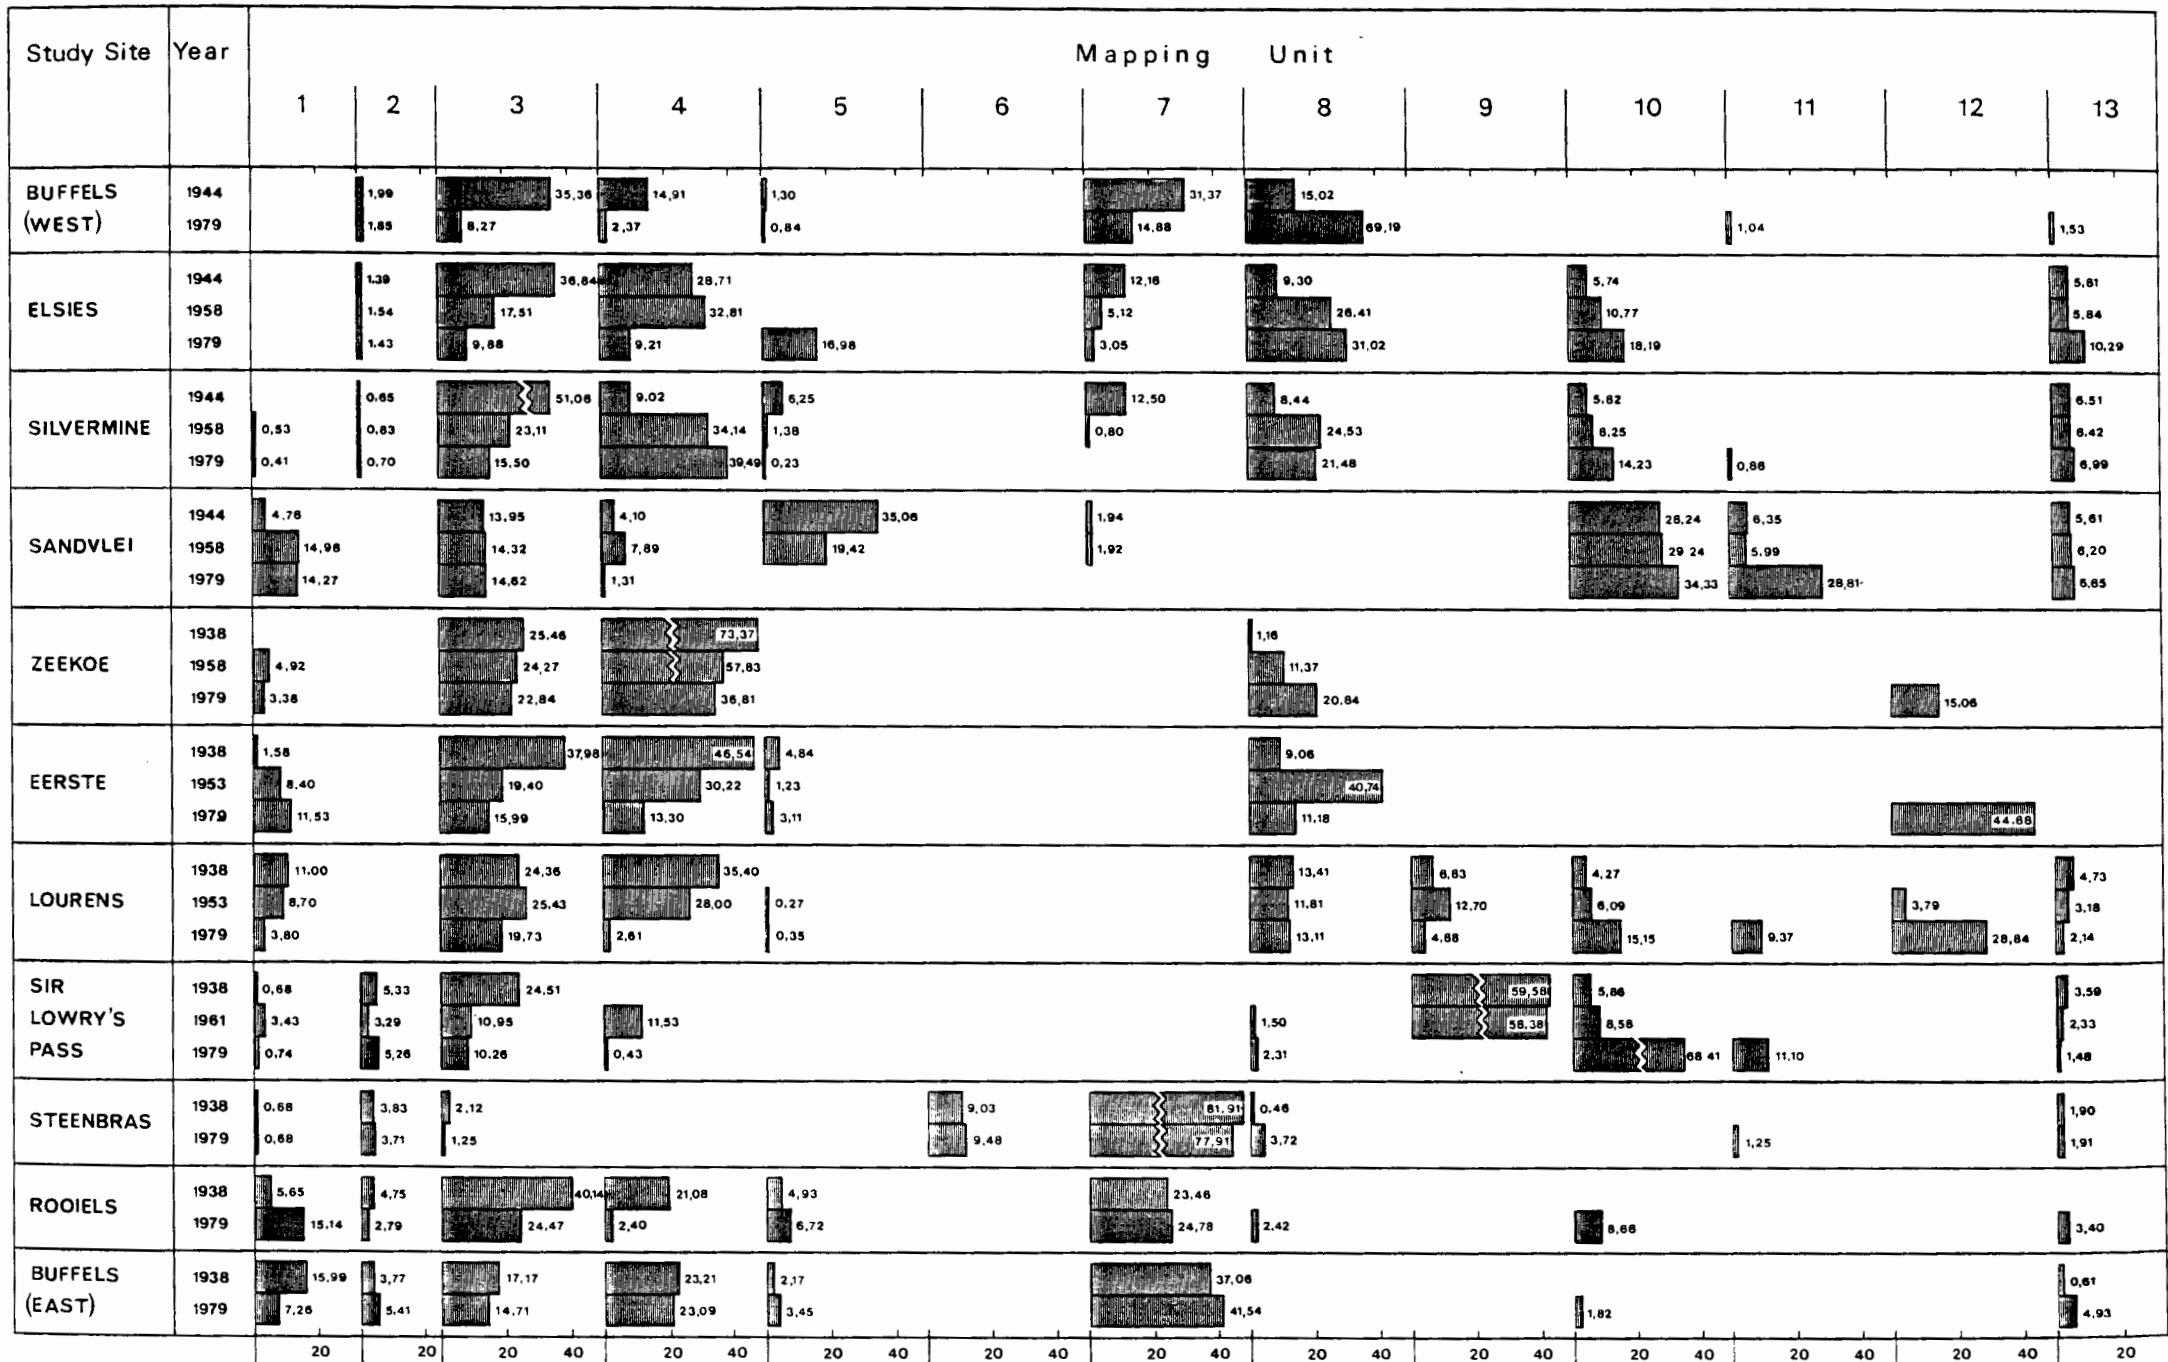 Study Site Year Mapping Unit
1 2 3 4 5 6 7 8 9 10 11 12 13
BUFFELS (WEST)
1944 1,99 35,36 14,91 1,30 31,37 15,02
1979 1,85 8,27 2,37 0,84 14,88 69,19 1,04 1,53
ELSIES
1944 1,39 36,84 28,71 12,16 9,30 5,74 5,81
1958 1,54 17,51 32,81 5,12 26,41 10,77 5,84
1979 1,43 9,88 9,21 16,98 3,05 31,02 18,19 10,29
SILVERMINE
1944 0,65 51,06 9,02 6,25 12,50 8,44 5,62 6,51
1958 0,53 0,83 23,11 34,14 1,38 0,80 24,53 6,25 6,42
1979 0,41 0,70 15,50 39,49 0,23 21,48 14,23 0,86 6,99
SANDVLEI
1944 4,76 13,95 4,10 35,06 1,94 28,24 6,35 5,61
1958 14,96 14.32 7,89 19,42 1,92 29 24 5,99 6,20
1979 14,27 14,62 1,31 34,33 28,81 6,65
ZEEKOE
1938 25,46 73,37 1,16
1958 4,92 24,27 57,83 11,37
1979 3,38 22,84 36,81 20,84 15,06
EERSTE
1938 1,58 37,98 46,54 4,84 9,06
1953 8,40 19,40 30,22 1,23 40,74
1979 11,53 15,99 13,30 3,11 11,18 44,68
LOURENS
1938 11,00 24,36 35,40 13,41 6,63 4,27 4,73
1953 8,70 25,43 28,00 0,27 11,81 12,70 6,09 3,79 3,18
1979 3,80 19,73 2,61 0,35 13,11 4,88 15,15 9,37 28,84 2,14
SIR LOWRY'S PASS
1938 0,68 5,33 24,51 59,58 5,86 3,59
1961 3,43 3,29 10,95 11,53 1,50 56,38 8,56 2,33
1979 0,74 5,26 10.26 0,43 2,31 68 41 11,10 1,48
STEENBRAS
1938 0,68 3,83 2,12 9,03 81,91 0,46 1,90
1979 0,68 3,71 1,25 9,48 77,91 3,72 1,25 1,91
ROOIELS
1938 5,65 4,75 40,14 21,08 4,93 23,46
1979 15,14 2,79 24,47 2,40 6,72 24,78 2,42 8,66 3,40
BUFFELS (EAST)
1938 15,99 3,77 17,17 23,21 2,17 37,06 0,61
1979 7,26 5,41 14,71 23,09 3,45 41,54 1,82 4,93
20 20 20 40 20 40 20 40 20 40 20 40 20 40 20 40 20 40 20 40 20 40 20